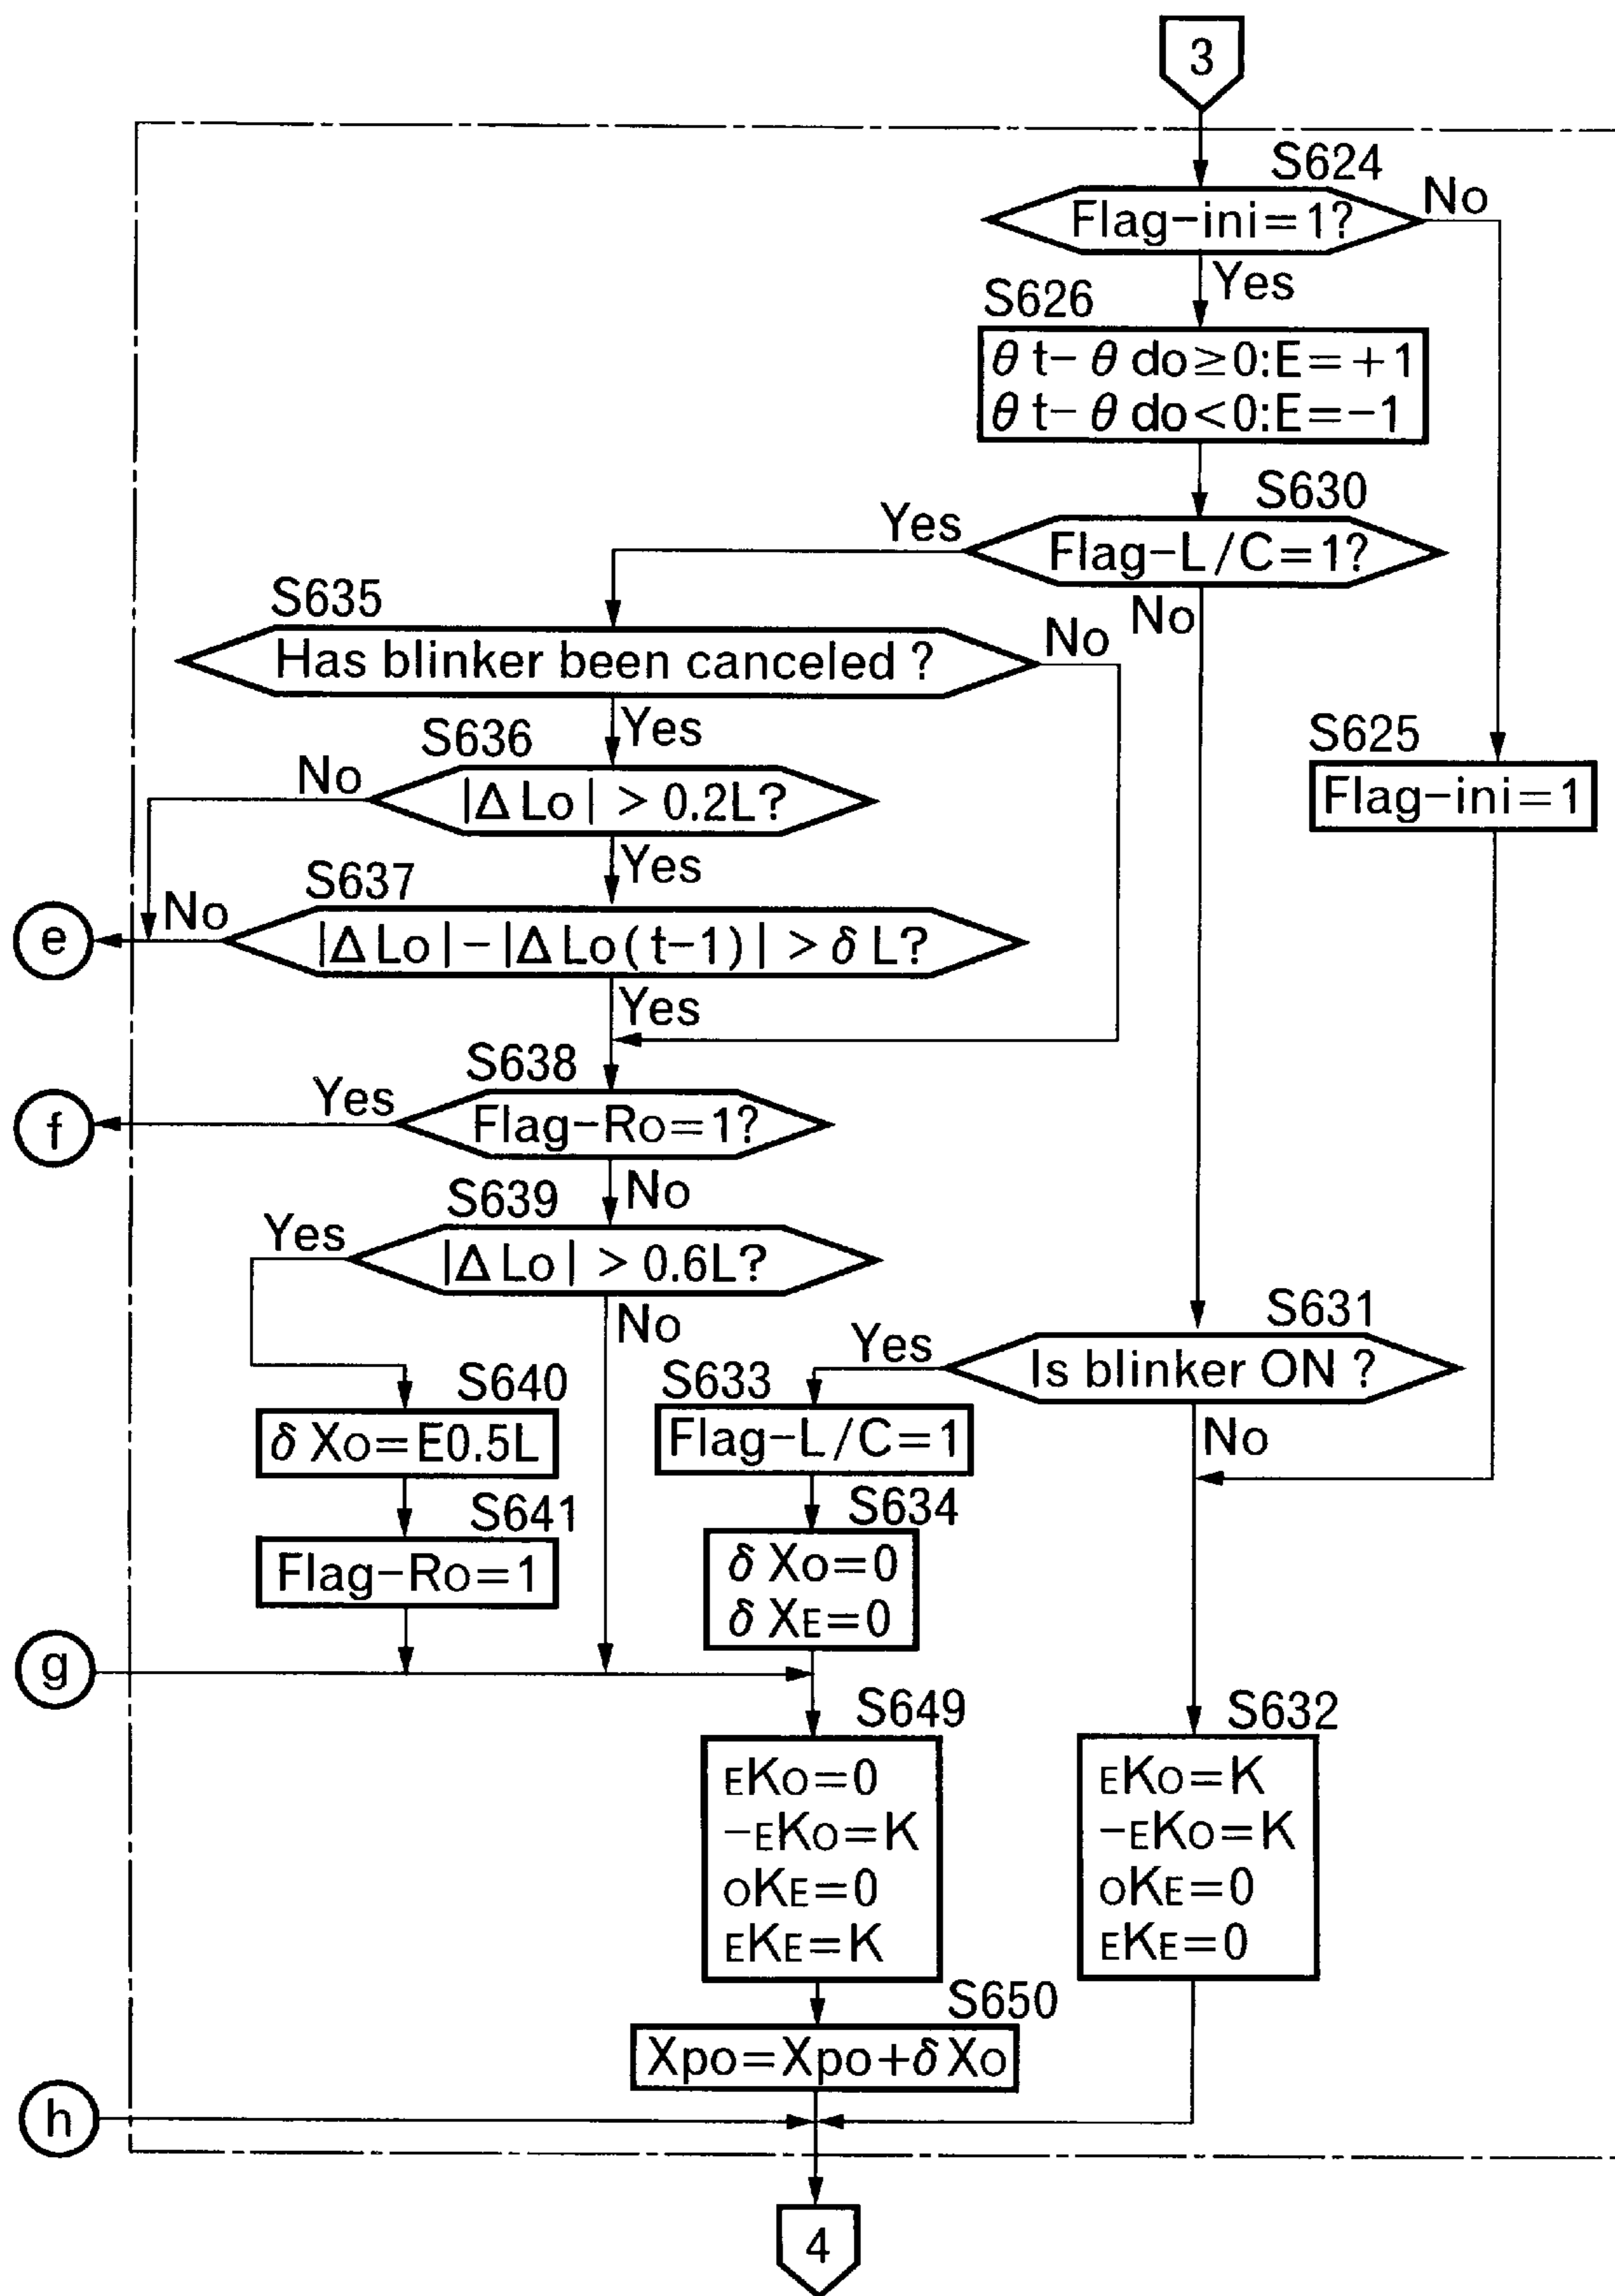 3
S624
Flag-ini=1?
No
Yes
S626
θt-θdo≥0:E=+1
θt-θdo<0:E=-1
S630
Yes
Flag-L/C=1?
No
S635
Has blinker been canceled ?
No
Yes
S636
No
|ΔLo| > 0.2L?
Yes
S625
Flag-ini=1
S637
e
No
|ΔLo|-|ΔLo(t-1)| > δL?
Yes
S638
f
Yes
Flag-Ro=1?
No
S639
Yes
|ΔLo| > 0.6L?
No
S631
Yes
Is blinker ON ?
No
S640
δXo=E0.5L
S633
Flag-L/C=1
S641
Flag-Ro=1
S634
δXo=0
δXE=0
g
S649
EKo=0
-EKo=K
oKE=0
EKE=K
S632
EKo=K
-EKo=K
oKE=0
EKE=0
S650
Xpo=Xpo+δXo
h
4